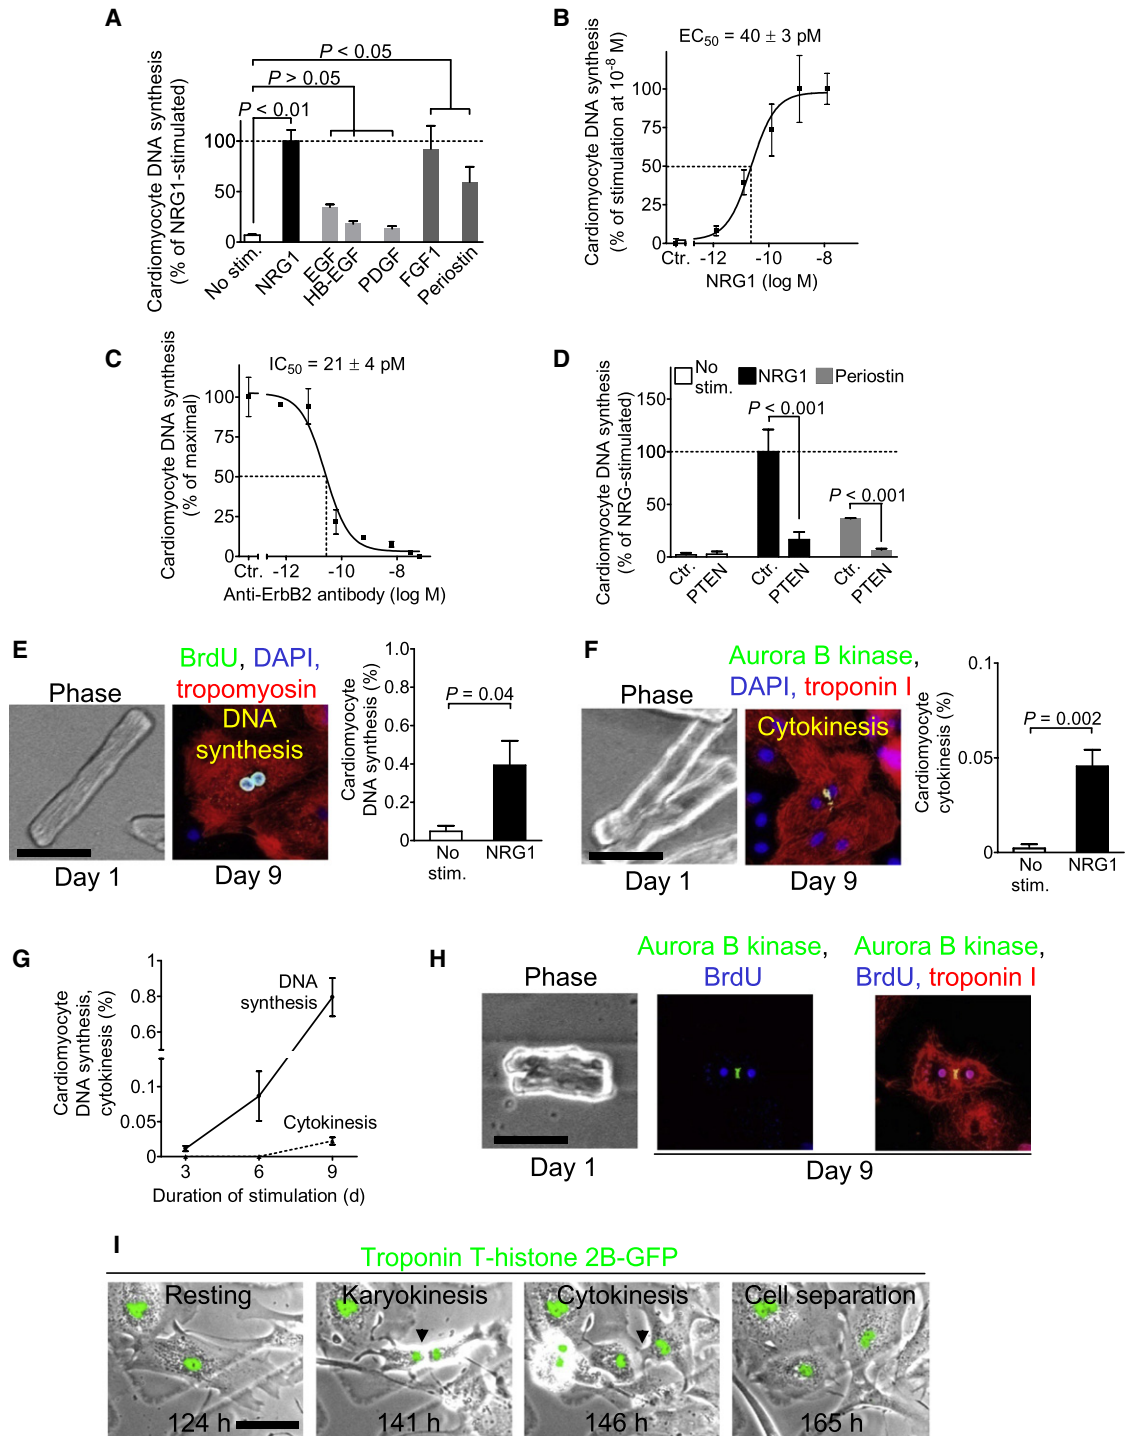 A
Cardiomyocyte DNA synthesis
(% of NRG1-stimulated)
P < 0.05
P > 0.05
P < 0.01
100
50
0
No stim.
NRG1
EGF
HB-EGF
PDGF
FGF1
Periostin
B
Cardiomyocyte DNA synthesis
(% of stimulation at 10-8 M)
EC50 = 40 ± 3 pM
100
75
50
25
0
Ctr. -12 -10 -8
NRG1 (log M)
C
Cardiomyocyte DNA synthesis
(% of maximal)
IC50 = 21 ± 4 pM
100
75
50
25
0
Ctr. -12 -10 -8
Anti-ErbB2 antibody (log M)
D
Cardiomyocyte DNA synthesis
(% of NRG-stimulated)
No stim. NRG1 Periostin
P < 0.001
P < 0.001
150
100
50
0
Ctr.
PTEN
Ctr.
PTEN
Ctr.
PTEN
E
Phase
BrdU, DAPI,
tropomyosin
DNA
synthesis
Day 1
Day 9
Cardiomyocyte
DNA synthesis (%)
1.0
0.8
0.6
0.4
0.2
0
P = 0.04
No
stim.
NRG1
F
Phase
Aurora B kinase,
DAPI, troponin I
Cytokinesis
Day 1
Day 9
Cardiomyocyte
cytokinesis (%)
0.1
0.05
0
P = 0.002
No
stim.
NRG1
G
Cardiomyocyte
DNA synthesis,
cytokinesis (%)
1
0.8
0.6
0.1
0.05
0
DNA
synthesis
Cytokinesis
3 6 9
Duration of stimulation (d)
H
Phase
Aurora B kinase,
BrdU
Aurora B kinase,
BrdU, troponin I
Day 1
Day 9
I
Troponin T-histone 2B-GFP
Resting
Karyokinesis
Cytokinesis
Cell separation
124 h
141 h
146 h
165 h